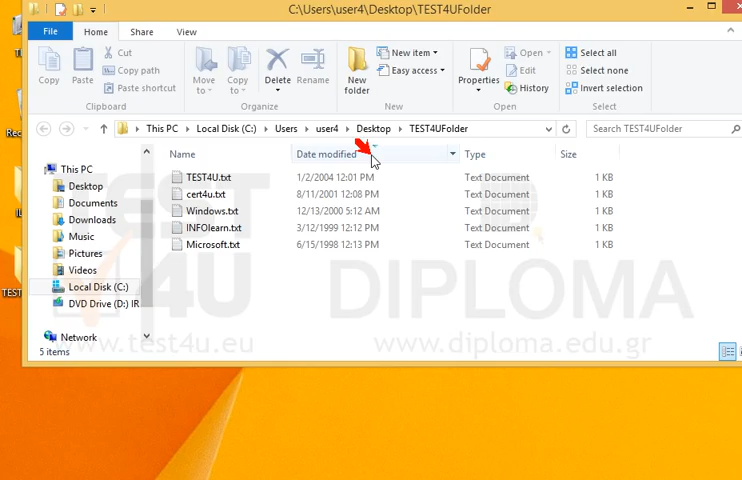 C:\Users\user4\Desktop\TEST4UFolder
File Home Share View
Cut
Copy path
Paste shortcut
Copy Paste
Clipboard
Move to
Copy to
Delete
Rename
Organize
New folder
New item
Easy access
New
Properties
Open
Edit
History
Open
Select all
Select none
Invert selection
Select
This PC Local Disk (C:) Users user4 Desktop TEST4UFolder
Search TEST4UFolder
Name Date modified Type Size
TEST4U.txt 1/2/2004 12:01 PM Text Document 1 KB
cert4u.txt 8/11/2001 12:08 PM Text Document 1 KB
Windows.txt 12/13/2000 5:12 AM Text Document 1 KB
INFOlearn.txt 3/12/1999 12:12 PM Text Document 1 KB
Microsoft.txt 6/15/1998 12:13 PM Text Document 1 KB
This PC
Desktop
Documents
Downloads
Music
Pictures
Videos
Local Disk (C:)
DVD Drive (D:) IR
Network
5 items
TEST
4U
DIPLOMA
www.test4u.eu
www.diploma.edu.gr
Rec
TEST